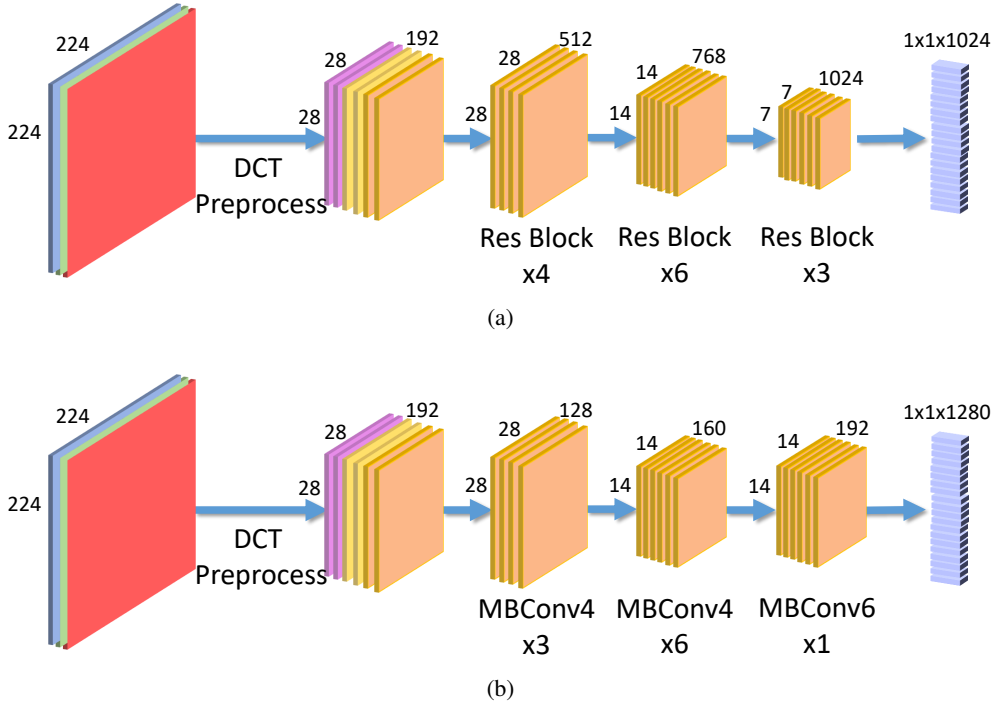 224
28
192
28
512
14
768
7
1024
1x1x1024
224
28
28
14
7
DCT
Preprocess
Res Block
x4
Res Block
x6
Res Block
x3
(a)
224
28
192
28
128
14
160
14
192
1x1x1280
224
28
28
14
14
DCT
Preprocess
MBConv4
x3
MBConv4
x6
MBConv6
x1
(b)